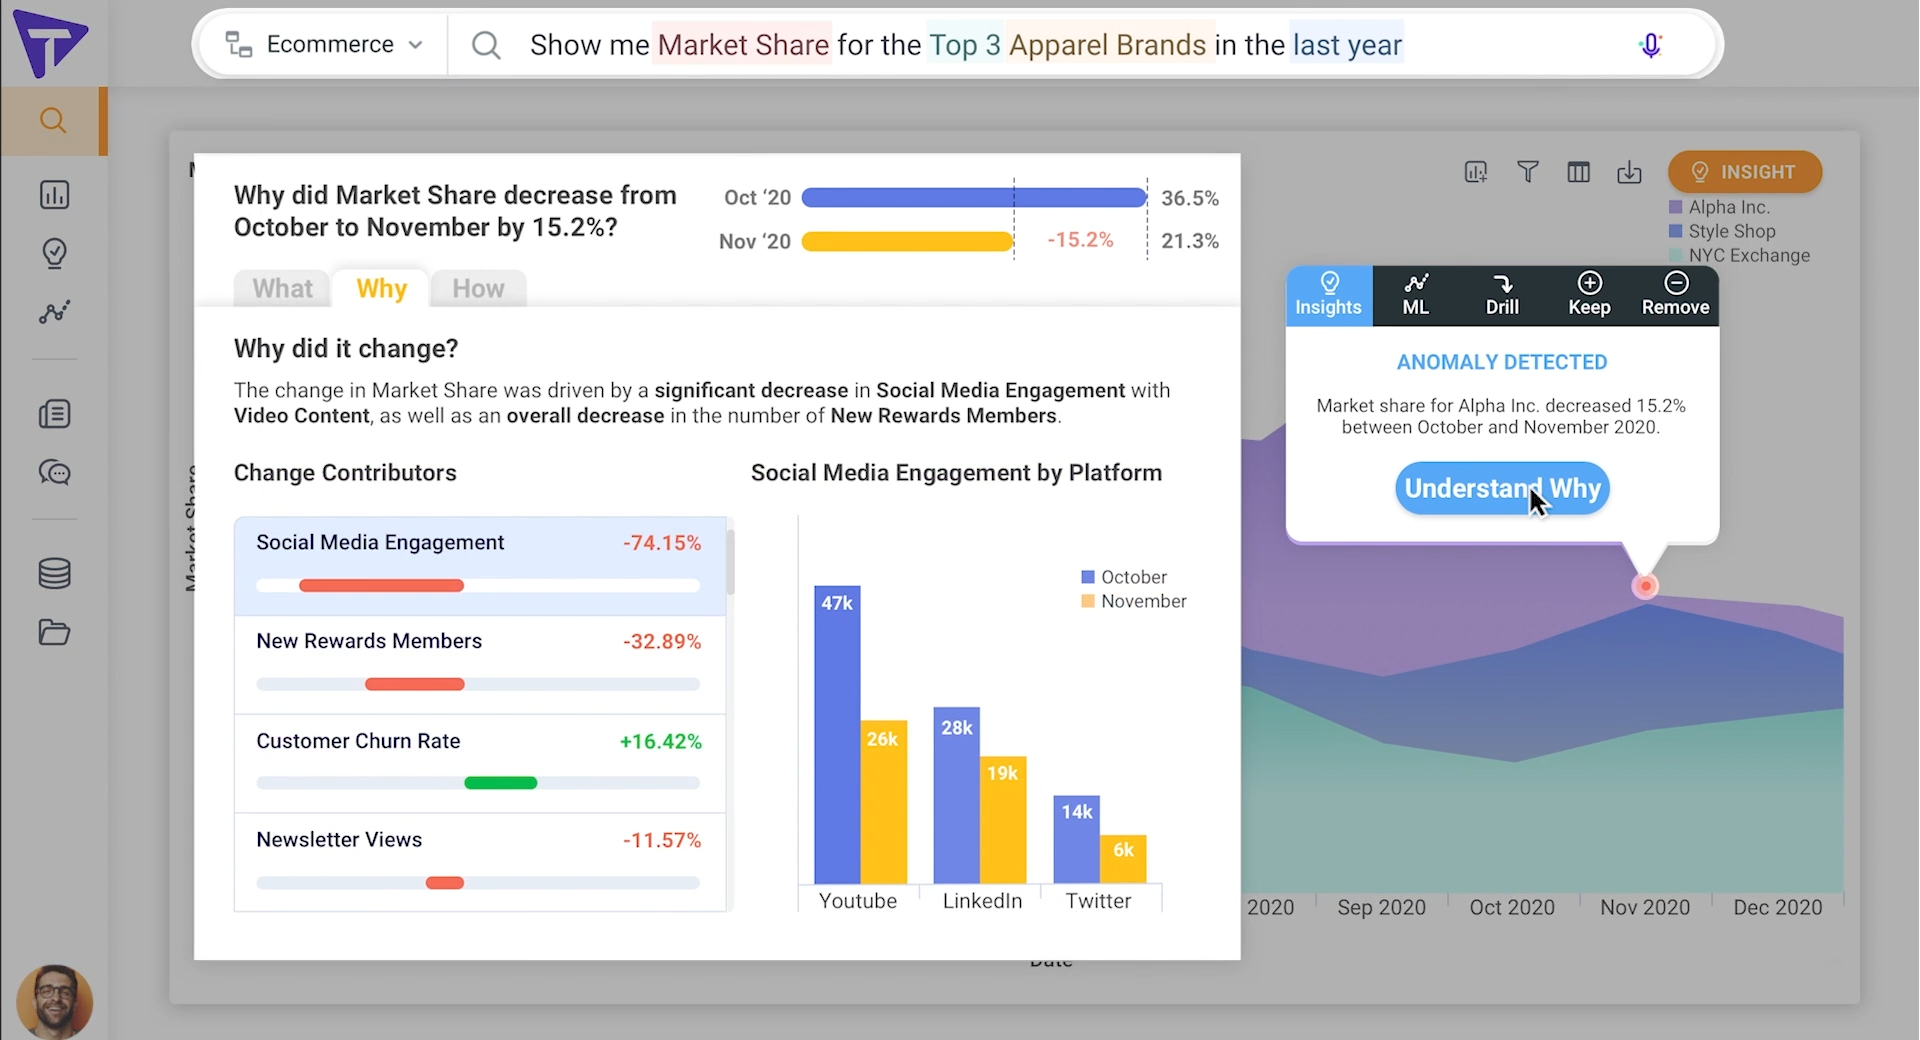 Ecommerce
Show me Market Share for the Top 3 Apparel Brands in the last year
INSIGHT
Alpha Inc.
Style Shop
NYC Exchange
Why did Market Share decrease from
October to November by 15.2%?
Oct ‘20
36.5%
Nov ‘20
-15.2%
21.3%
What
Why
How
Why did it change?
The change in Market Share was driven by a significant decrease in Social Media Engagement with
Video Content, as well as an overall decrease in the number of New Rewards Members.
Change Contributors
Social Media Engagement
-74.15%
New Rewards Members
-32.89%
Customer Churn Rate
+16.42%
Newsletter Views
-11.57%
Social Media Engagement by Platform
October
November
47k
26k
28k
19k
14k
6k
Youtube
LinkedIn
Twitter
Insights
ML
Drill
Keep
Remove
ANOMALY DETECTED
Market share for Alpha Inc. decreased 15.2%
between October and November 2020.
Understand Why
Market Share
2020
Sep 2020
Oct 2020
Nov 2020
Dec 2020
Date